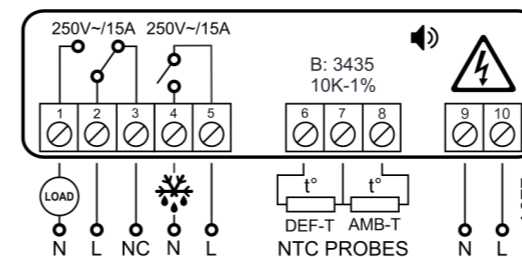 250V~/15A 250V~/15A
B: 3435
10K-1%
1 2 3 4 5 6 7 8 9 10
LOAD
t° t°
DEF-T AMB-T
N L NC N L NTC PROBES N L